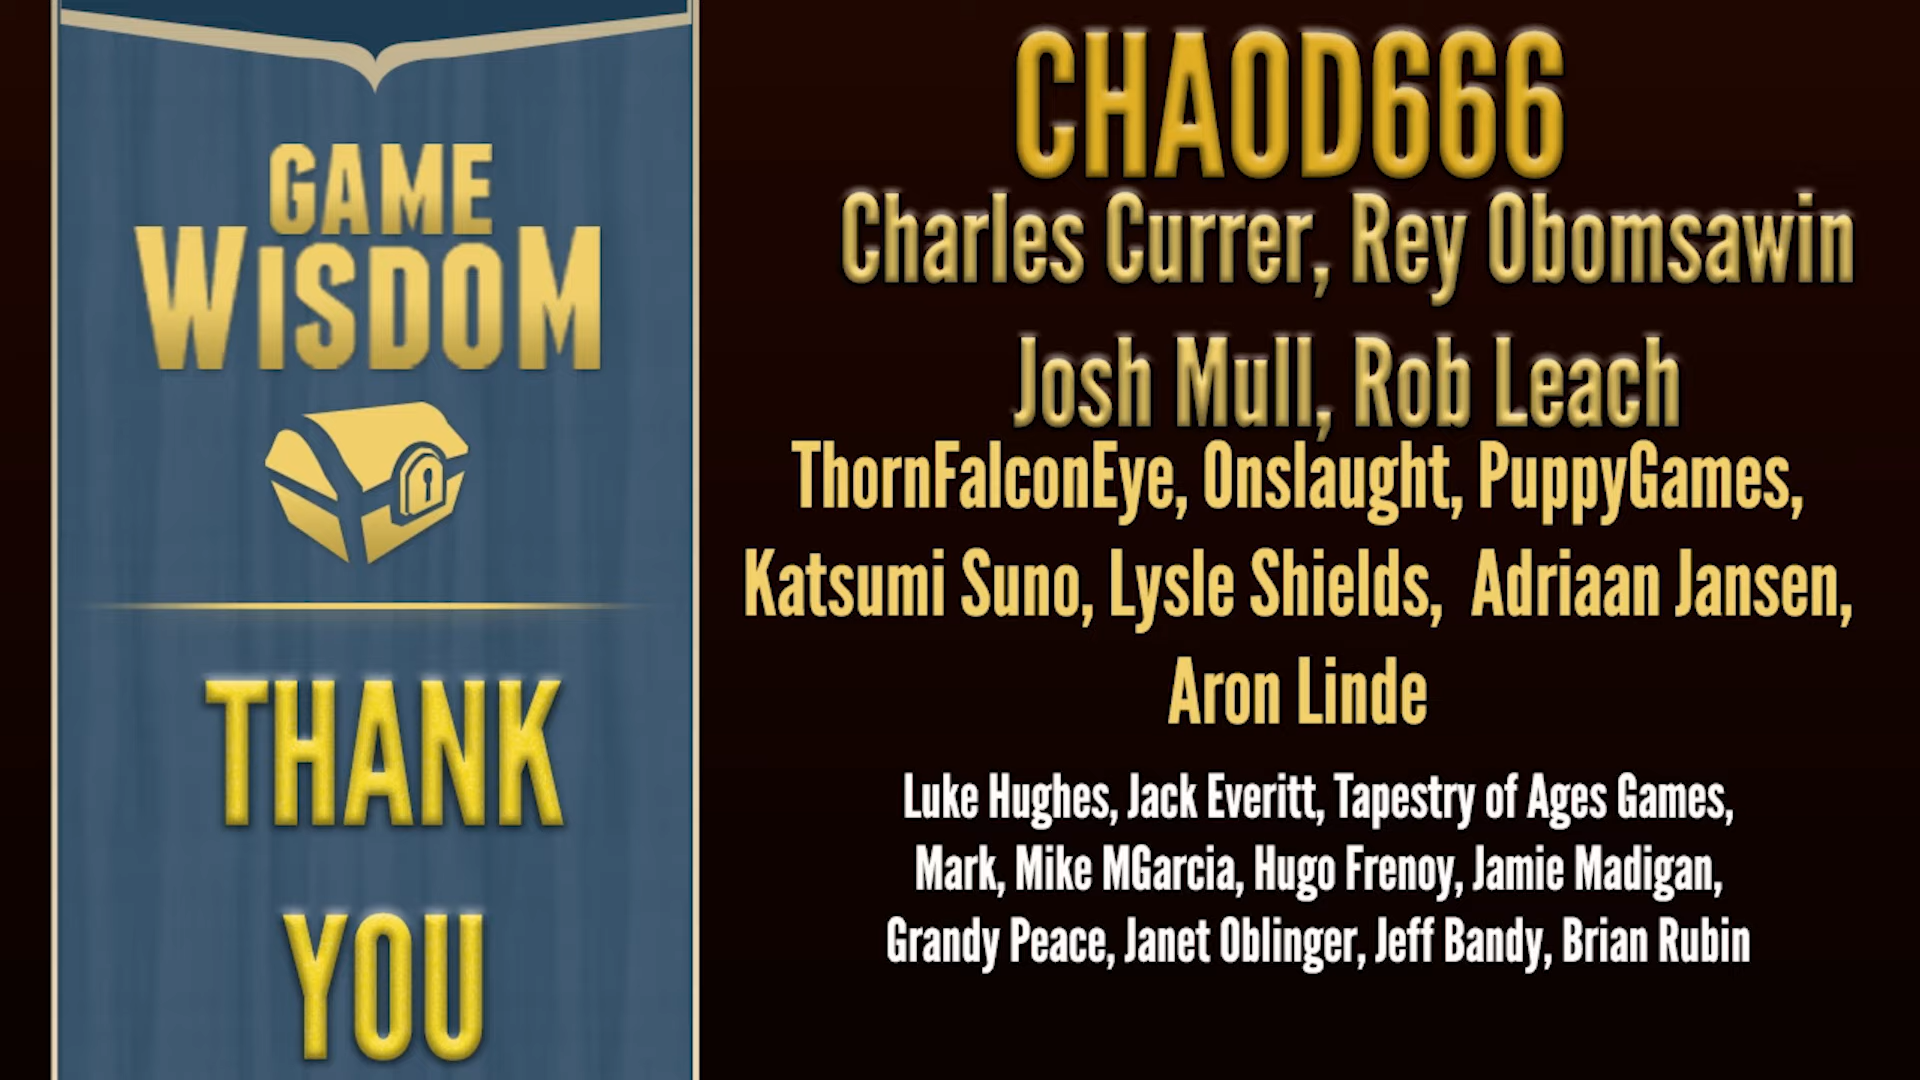 GAME
WISDOM
THANK
YOU
CHAOD666
Charles Currer, Rey Obomsawin
Josh Mull, Rob Leach
ThornFalconEye, Onslaught, PuppyGames,
Katsumi Suno, Lysle Shields, Adriaan Jansen,
Aron Linde
Luke Hughes, Jack Everitt, Tapestry of Ages Games,
Mark, Mike MGarcia, Hugo Frenoy, Jamie Madigan,
Grandy Peace, Janet Oblinger, Jeff Bandy, Brian Rubin